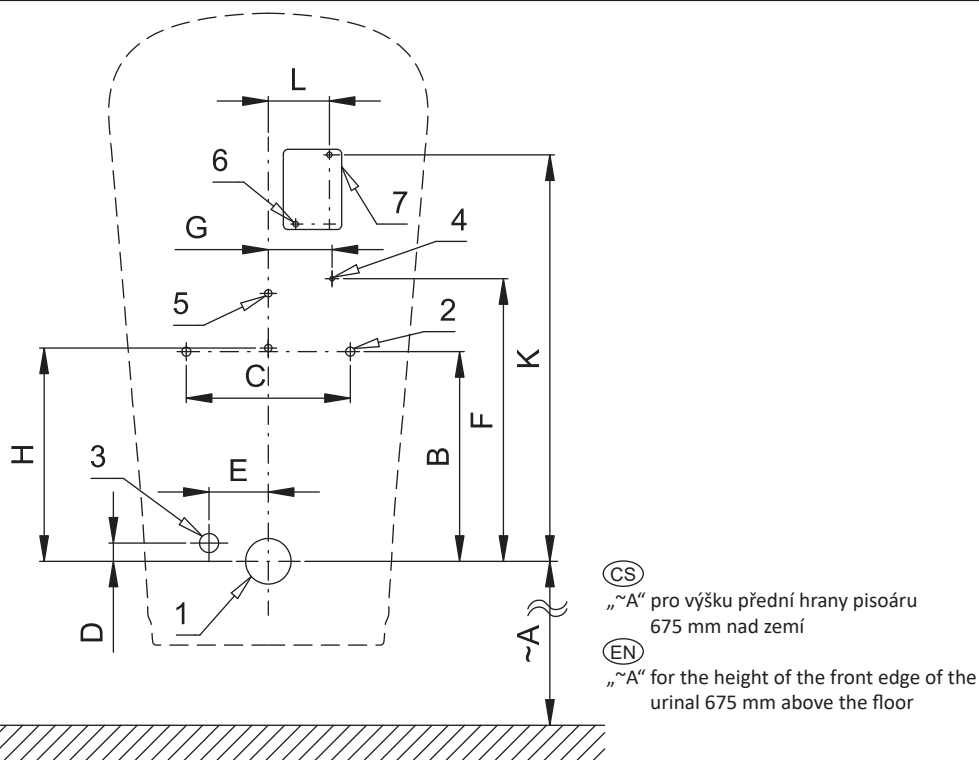 L
6
7
G
4
5
2
C
K
F
B
H
3
E
1
D
~A
CS
„~A“ pro výšku přední hrany pisoáru
675 mm nad zemí
EN
„~A“ for the height of the front edge of the
urinal 675 mm above the floor